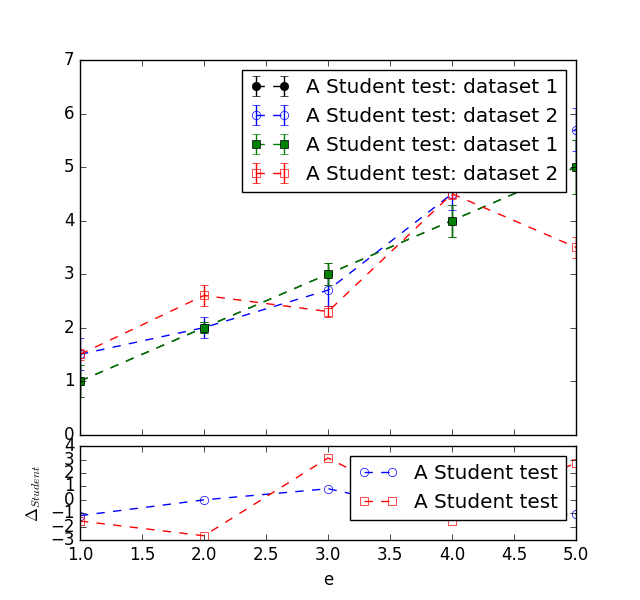 7
6
5
4
3
2
1
0
A Student test: dataset 1
A Student test: dataset 2
A Student test: dataset 1
A Student test: dataset 2
4
3
2
1
0
−1
−2
−3
Δ_Student
A Student test
A Student test
1.0 1.5 2.0 2.5 3.0 3.5 4.0 4.5 5.0
e